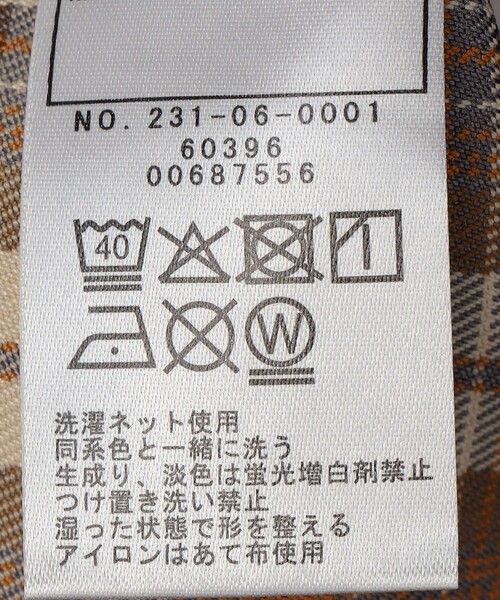 NO. 231-06-0001
60396
00687556
40
W
洗濯ネット使用
同系色と一緒に洗う
生成り、淡色は蛍光増白剤禁止
つけ置き洗い禁止
湿った状態で形を整える
アイロンはあて布使用